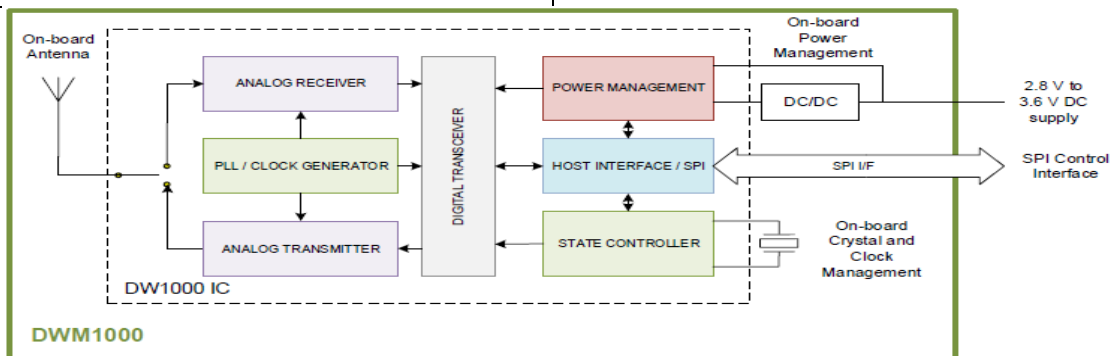 On-board
Antenna
ANALOG RECEIVER
PLL / CLOCK GENERATOR
ANALOG TRANSMITTER
DIGITAL TRANSCEIVER
POWER MANAGEMENT
HOST INTERFACE / SPI
STATE CONTROLLER
On-board
Power
Management
DC/DC
2.8 V to
3.6 V DC
supply
SPI I/F
SPI Control
Interface
On-board
Crystal and
Clock
Management
DW1000 IC
DWM1000